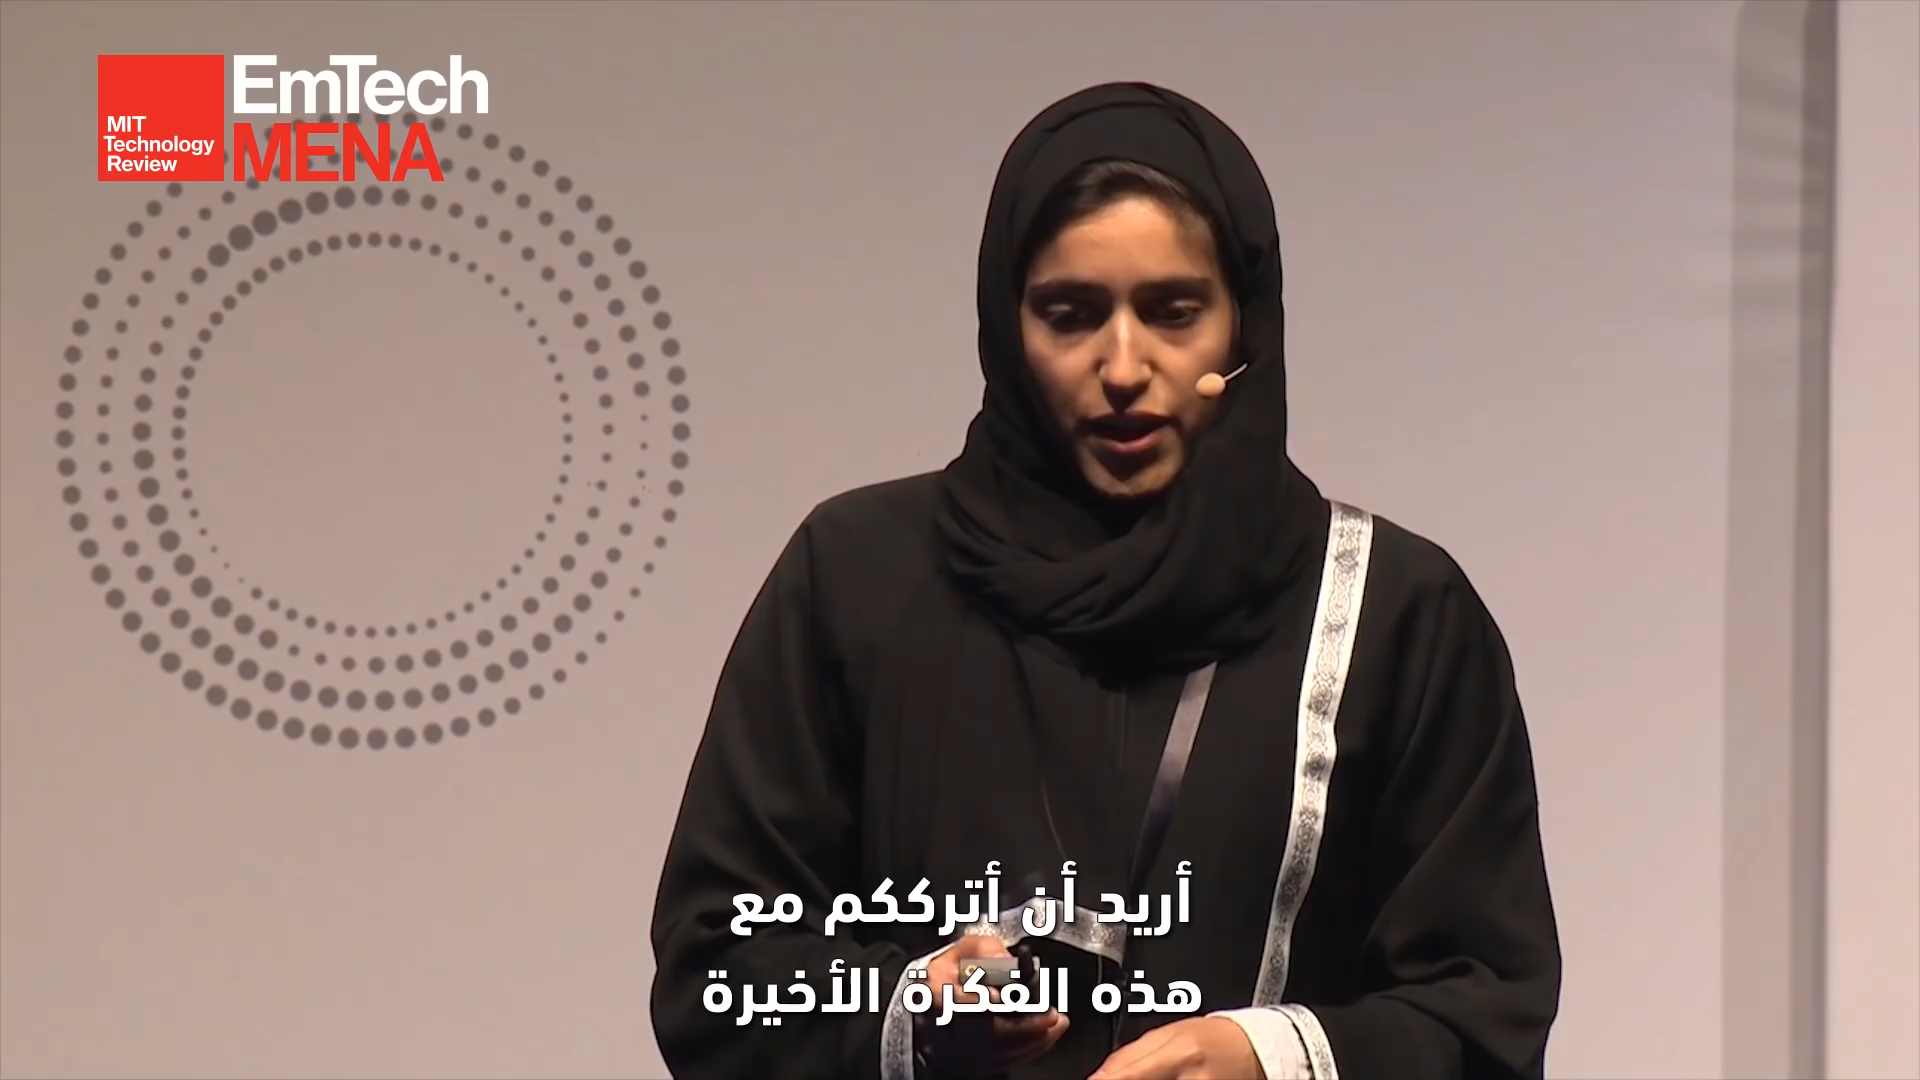 MIT
Technology
Review
EmTech
MENA
أريد أن أترككم مع
هذه الفكرة الأخيرة